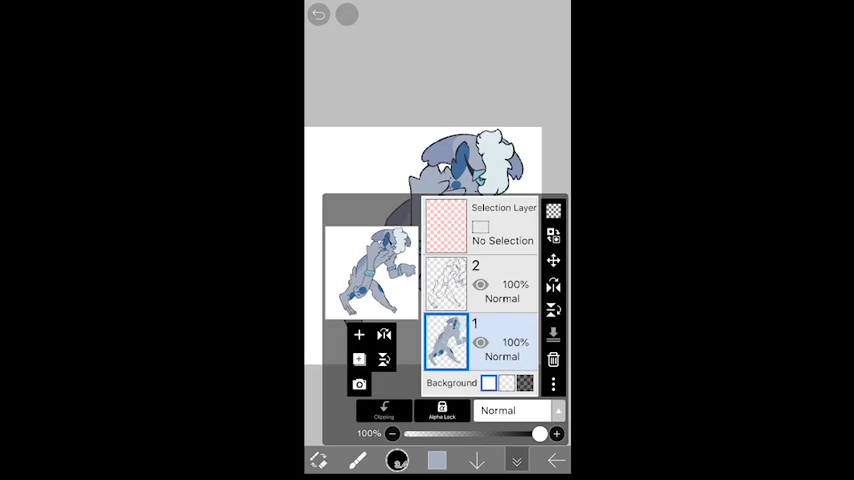 Selection Layer
No Selection
2
100%
Normal
1
100%
Normal
Background
Clipping
Alpha Lock
Normal
100%